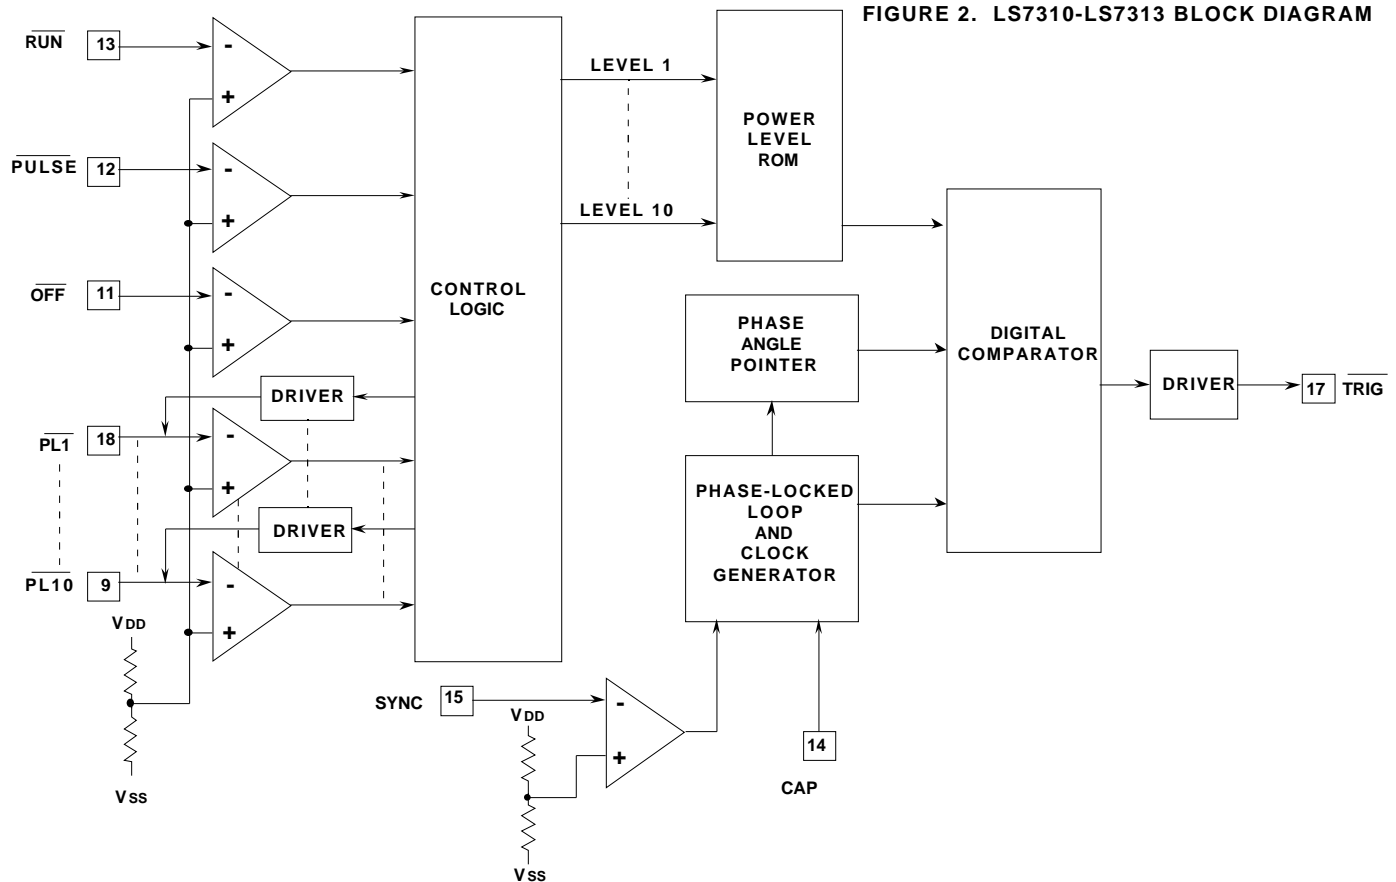 FIGURE 2. LS7310-LS7313 BLOCK DIAGRAM
RUN
13
-
+
PULSE
12
-
+
OFF
11
-
+
DRIVER
PL1
18
-
+
DRIVER
PL10
9
-
+
VDD
VSS
CONTROL
LOGIC
LEVEL 1
LEVEL 10
POWER
LEVEL
ROM
PHASE
ANGLE
POINTER
PHASE-LOCKED
LOOP
AND
CLOCK
GENERATOR
DIGITAL
COMPARATOR
DRIVER
17
TRIG
SYNC
15
-
+
VDD
VSS
14
CAP